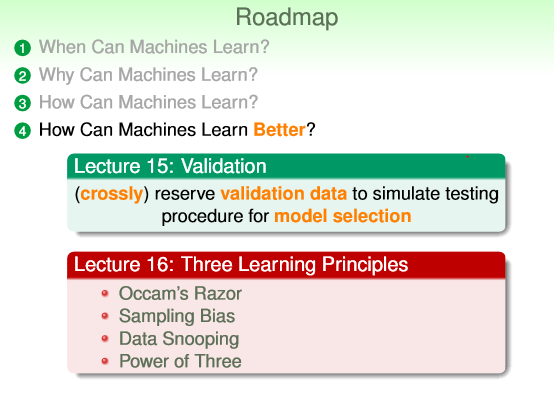 Roadmap
1 When Can Machines Learn?
2 Why Can Machines Learn?
3 How Can Machines Learn?
4 How Can Machines Learn Better?
Lecture 15: Validation
(crossly) reserve validation data to simulate testing
procedure for model selection
Lecture 16: Three Learning Principles
Occam's Razor
Sampling Bias
Data Snooping
Power of Three